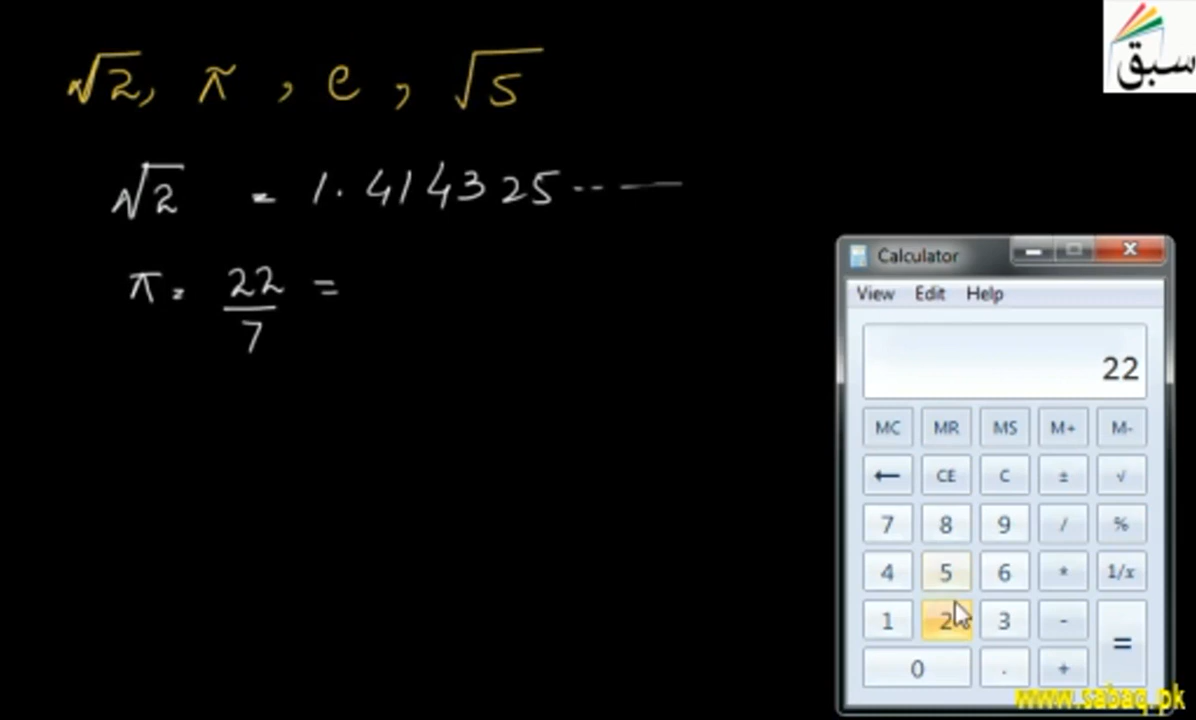 √2, π, e, √5
سبق
√2 = 1.414325-----
π = 22/7 =
Calculator
View Edit Help
22
MC MR MS M+ M-
← CE C ± √
7 8 9 / %
4 5 6 * 1/x
1 2 3 - =
0 . +
www.sabaq.pk